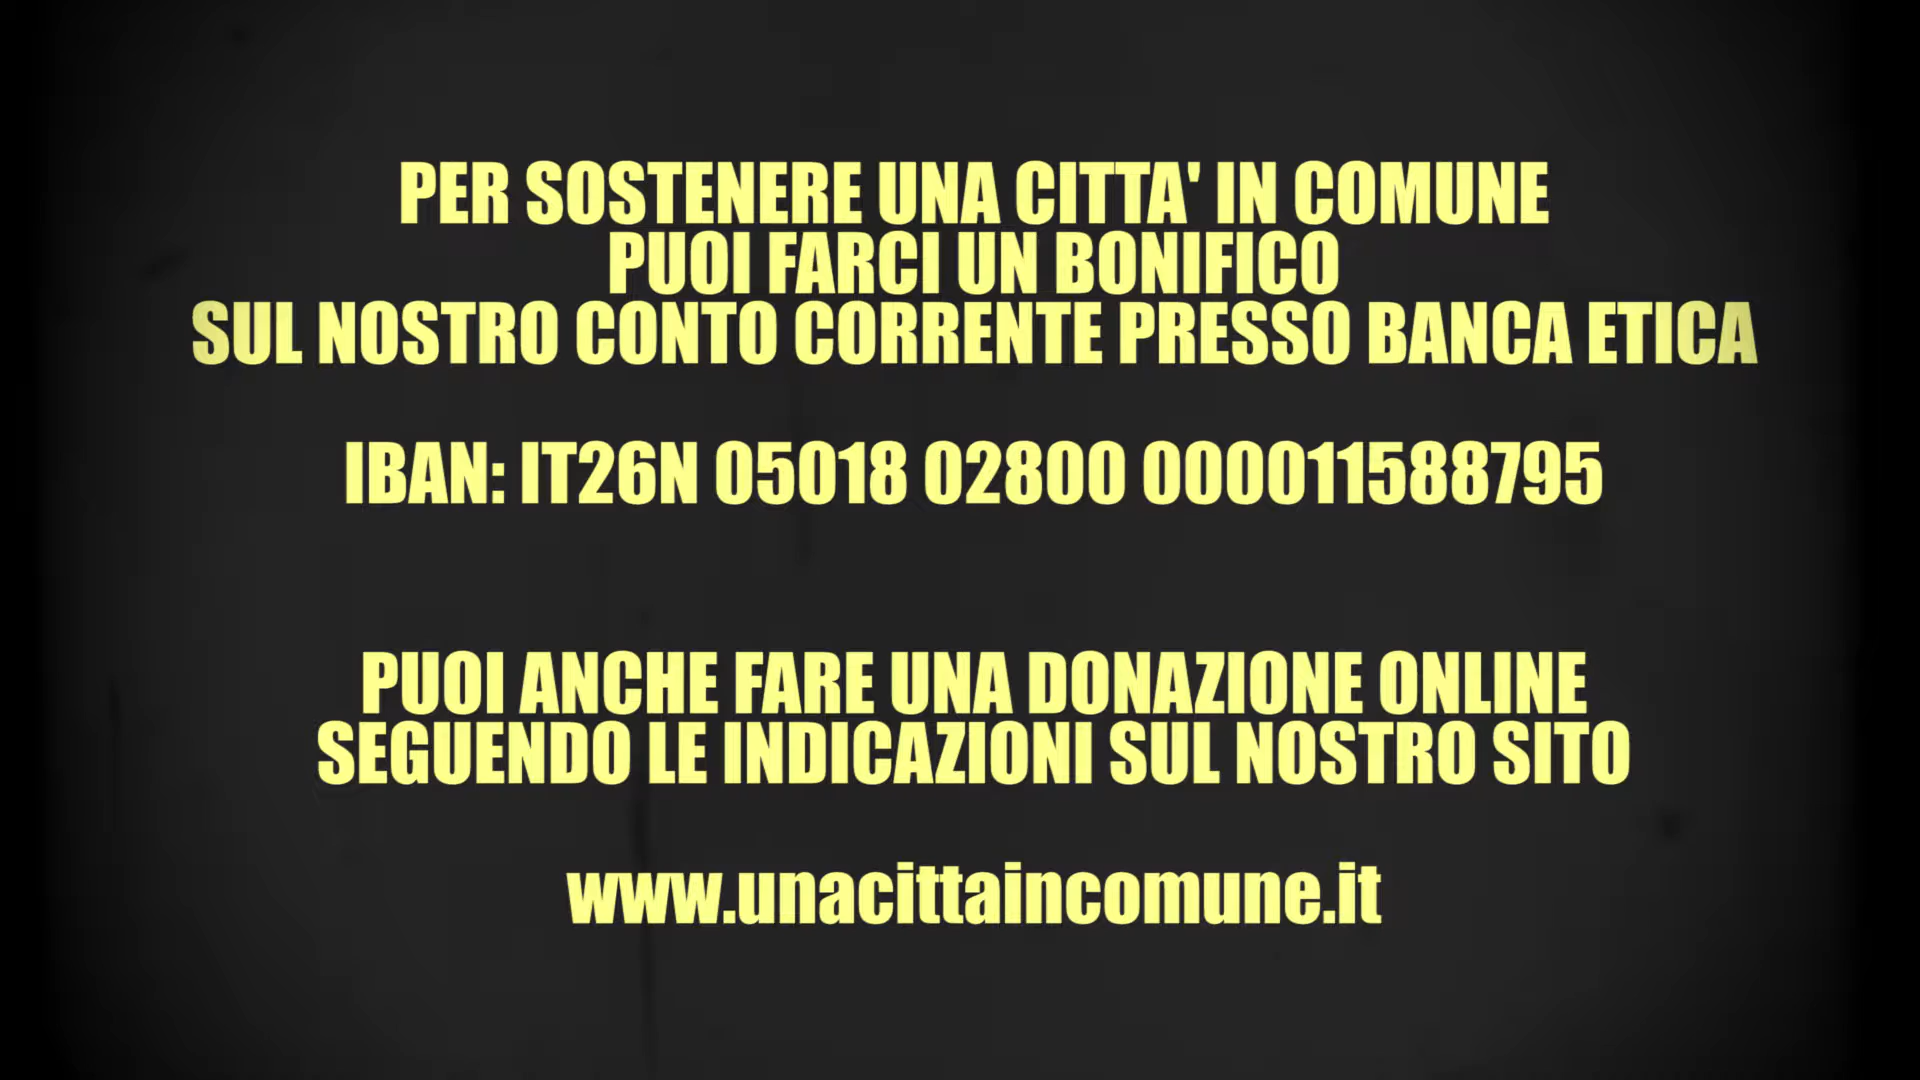 PER SOSTENERE UNA CITTA' IN COMUNE
PUOI FARCI UN BONIFICO
SUL NOSTRO CONTO CORRENTE PRESSO BANCA ETICA
IBAN: IT26N 05018 02800 000011588795
PUOI ANCHE FARE UNA DONAZIONE ONLINE
SEGUENDO LE INDICAZIONI SUL NOSTRO SITO
www.unacittaincomune.it